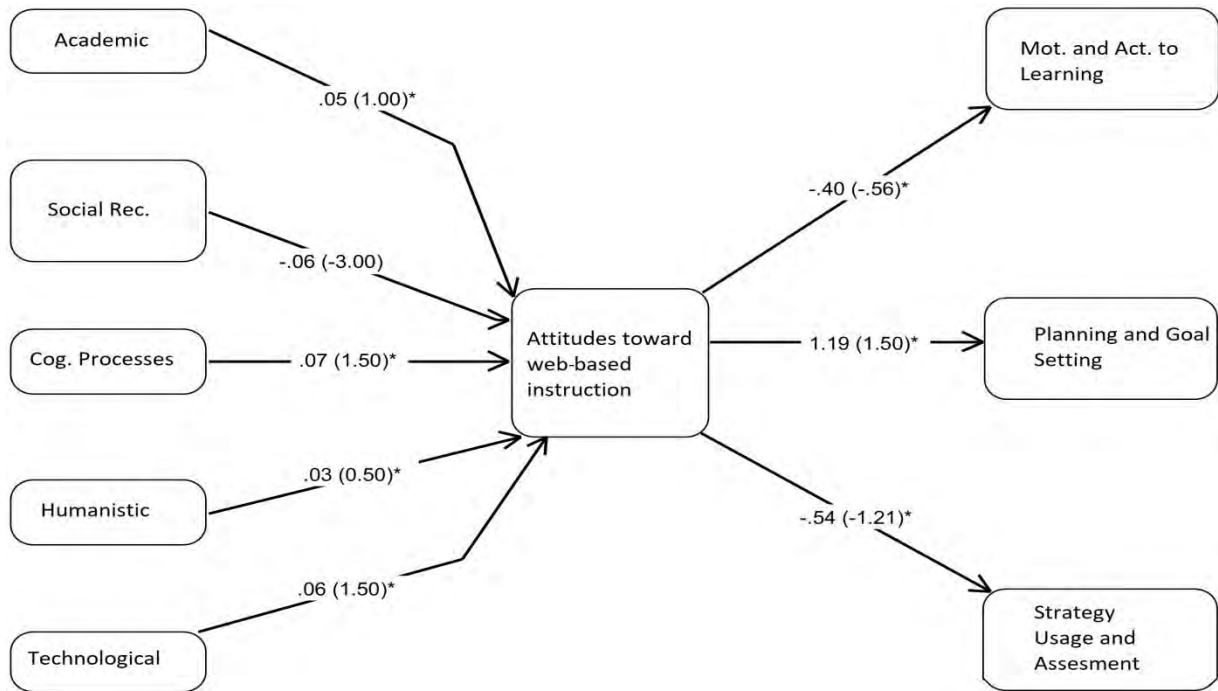 Academic
.05 (1.00)*
Social Rec.
-.06 (-3.00)
Cog. Processes
.07 (1.50)*
Humanistic
.03 (0.50)*
Technological
.06 (1.50)*
Attitudes toward
web-based
instruction
-.40 (-.56)*
Mot. and Act. to
Learning
1.19 (1.50)*
Planning and Goal
Setting
-.54 (-1.21)*
Strategy
Usage and
Assesment